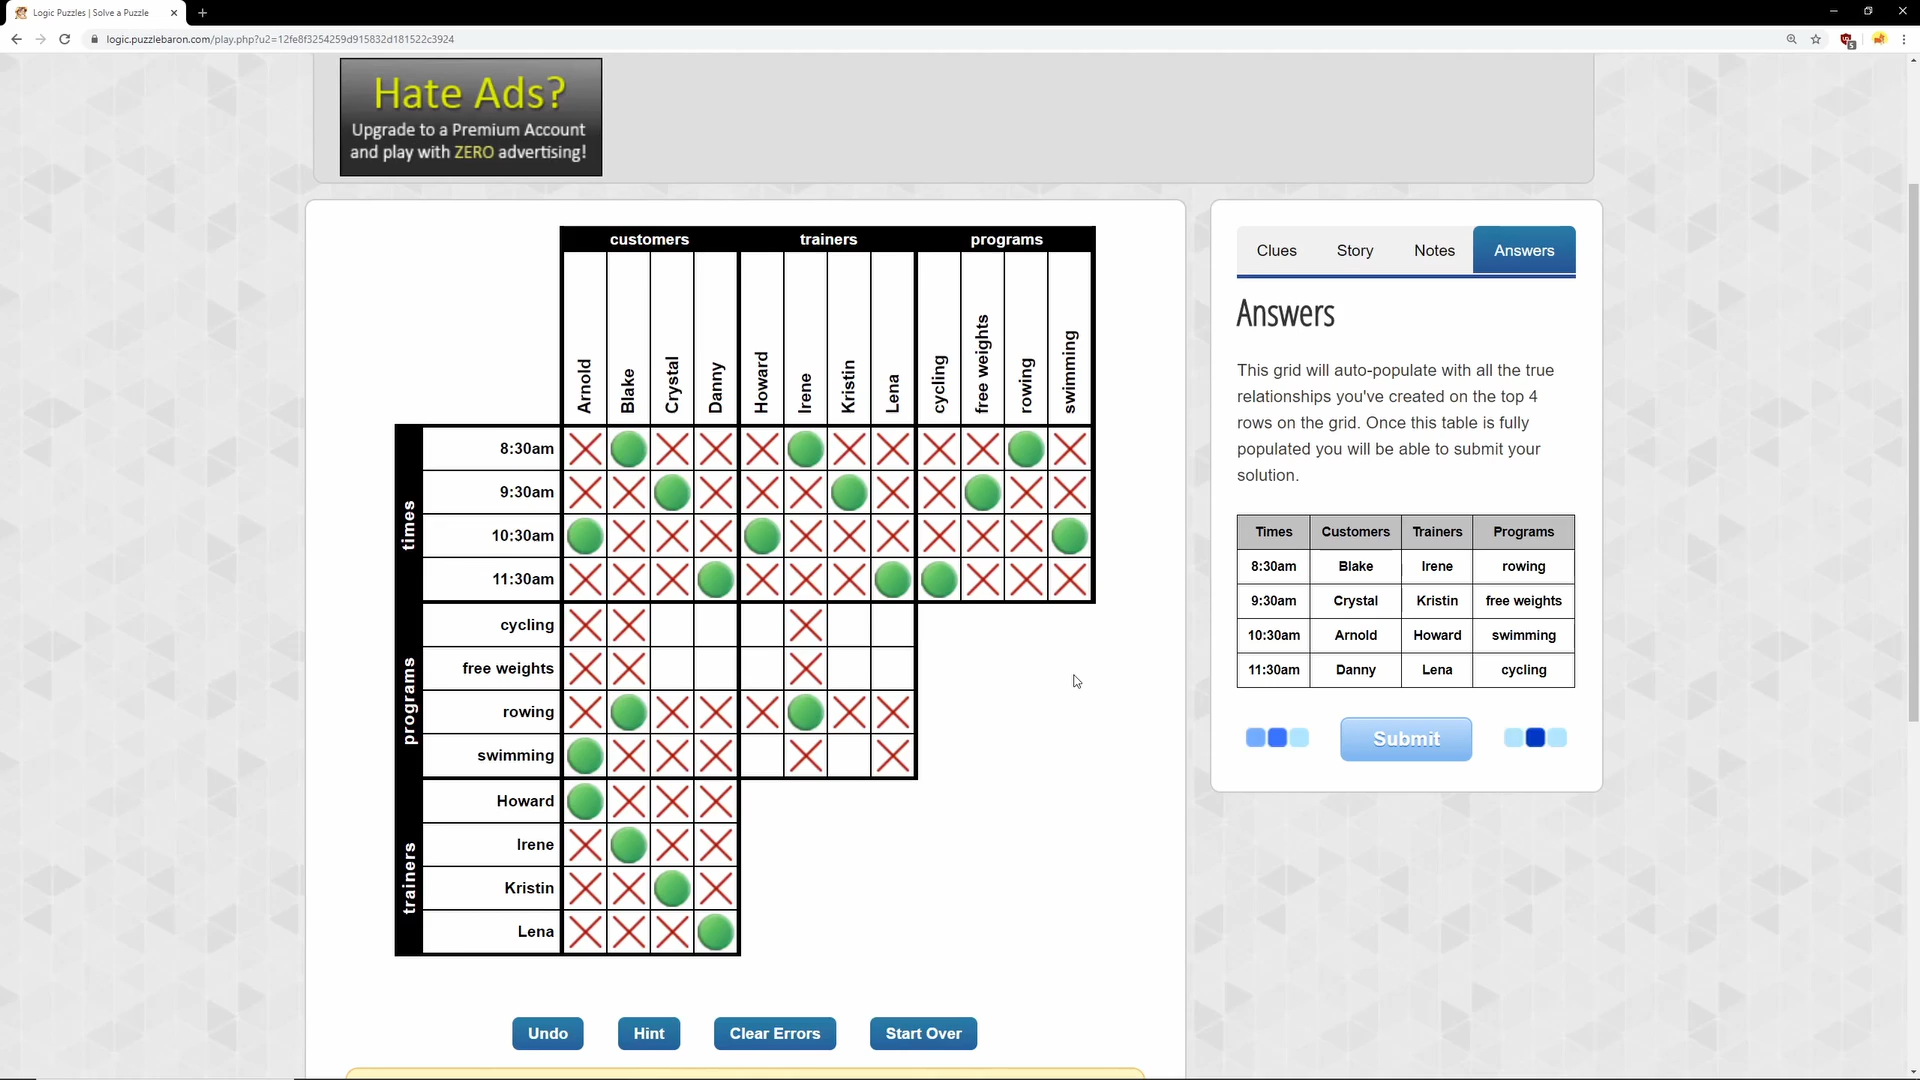 Logic Puzzles | Solve a Puzzle
logic.puzzlebaron.com/play.php?u2=12fe8f3254259d915832d181522c3924
5
Hate Ads?
Upgrade to a Premium Account
and play with ZERO advertising!
customers trainers programs
Arnold Blake Crystal Danny Howard Irene Kristin Lena cycling free weights rowing swimming
times
8:30am
9:30am
10:30am
11:30am
programs
cycling
free weights
rowing
swimming
trainers
Howard
Irene
Kristin
Lena
Undo Hint Clear Errors Start Over
Clues Story Notes Answers
Answers
This grid will auto-populate with all the true
relationships you've created on the top 4
rows on the grid. Once this table is fully
populated you will be able to submit your
solution.
Times Customers Trainers Programs
8:30am Blake Irene rowing
9:30am Crystal Kristin free weights
10:30am Arnold Howard swimming
11:30am Danny Lena cycling
Submit